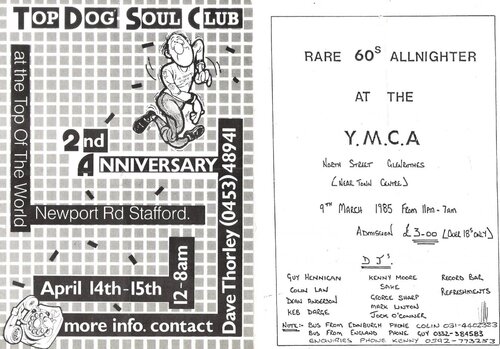 TOP DOG SOUL CLUB
at the Top Of The World
2nd
ANNIVERSARY
Newport Rd Stafford.
April 14th-15th
12-8am
more info. contact
Dave Thorley (0453) 48941
RARE 60S ALLNIGHTER
AT THE
Y.M.C.A
NORTH STREET GLENROTHES
(NEAR TOWN CENTRE)
9TH MARCH 1985 FROM 11PM - 7AM
ADMISSION £3-00 (OVER 18'S ONLY)
DJ's
GUY HENNIGAN
COLIN LAW
DEAN ANDERSON
KEB DARGE
KENNY MOORE
SAKE
GEORGE SHARP
MARK LINTON
JOCK O'CONNER
RECORD BAR
REFRESHMENTS
NOTE:- BUS FROM EDINBURGH PHONE COLIN 031-4402323
BUS FROM ENGLAND PHONE GUY 0332-384583
ENQUIRIES PHONE KENNY 0592-773253